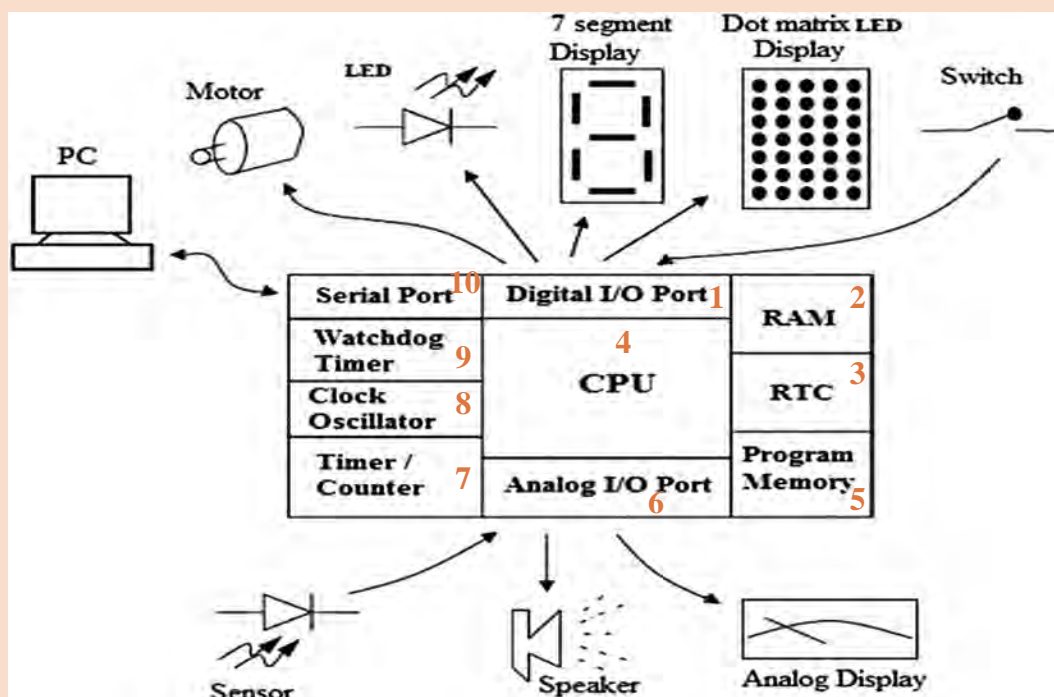 7 segment
Display
Dot matrix LED
Display
LED
Switch
Motor
PC
Serial Port 10
Digital I/O Port 1
RAM 2
Watchdog
Timer 9
CPU 4
RTC 3
Clock
Oscillator 8
Timer /
Counter 7
Analog I/O Port 6
Program
Memory 5
Sensor
Speaker
Analog Display